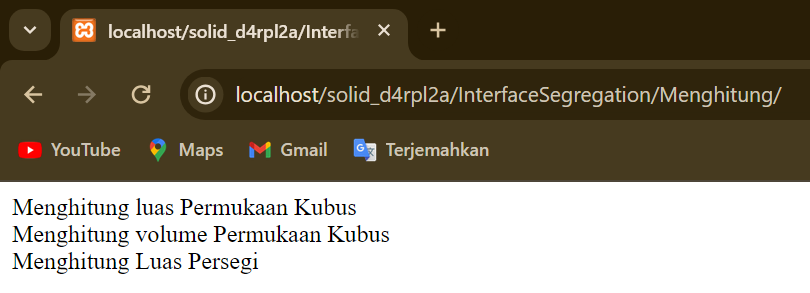 localhost/solid_d4rpl2a/Interfa
localhost/solid_d4rpl2a/InterfaceSegregation/Menghitung/
YouTube Maps Gmail Terjemahkan
Menghitung luas Permukaan Kubus
Menghitung volume Permukaan Kubus
Menghitung Luas Persegi